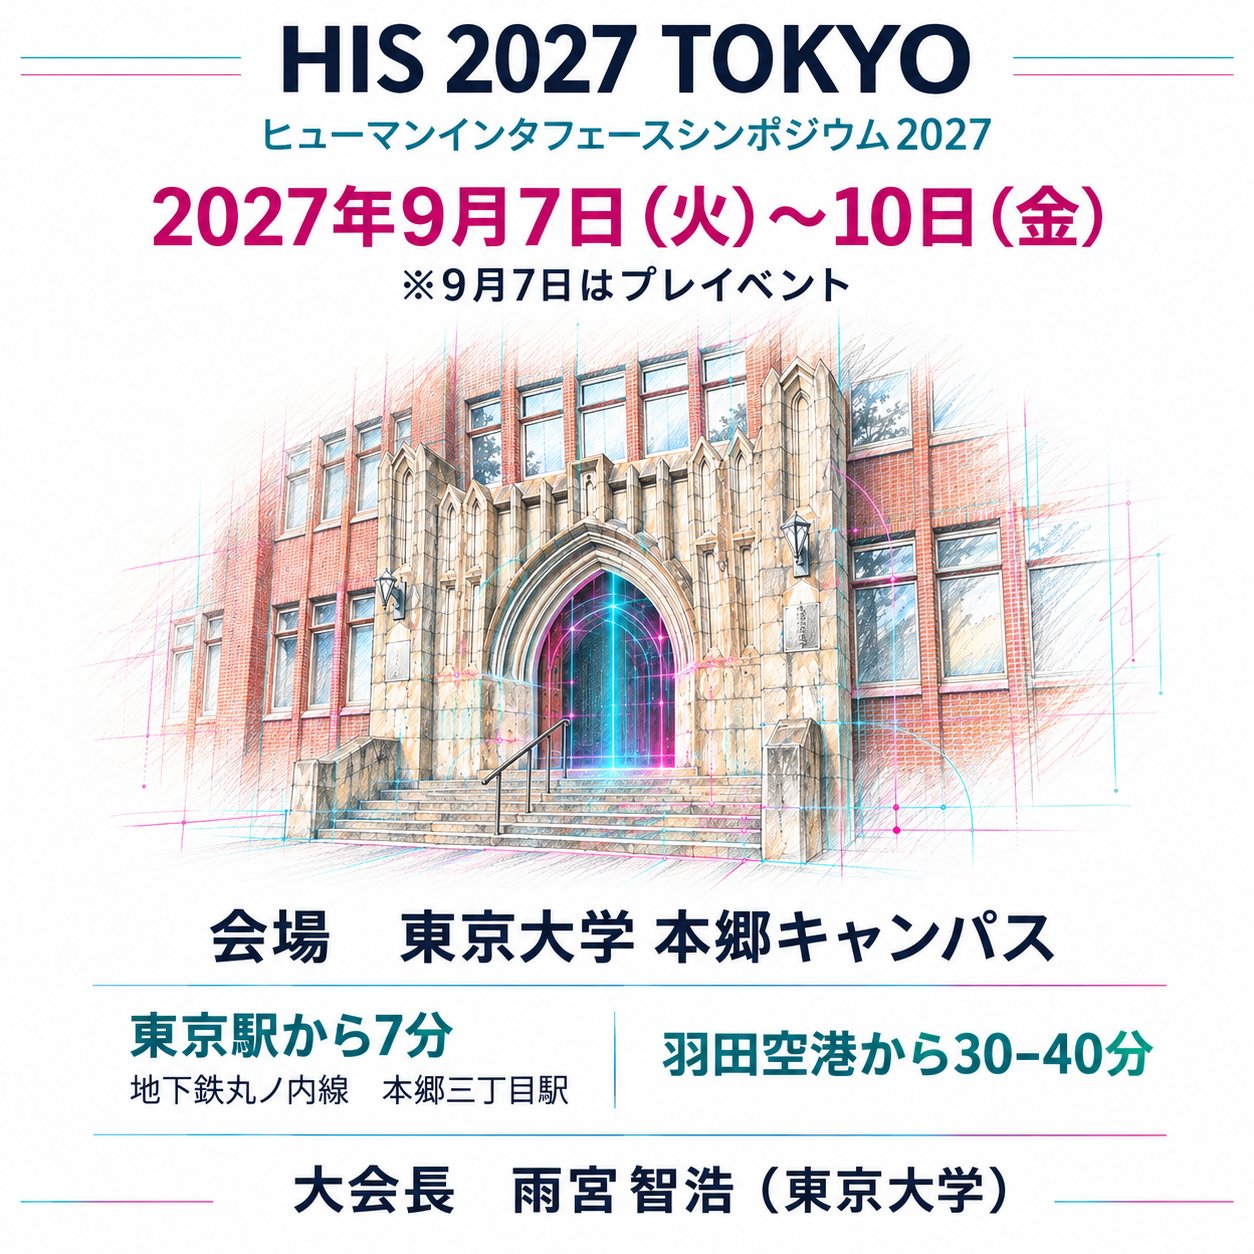 HIS 2027 TOKYO
ヒューマンインタフェースシンポジウム2027
2027年9月7日（火）～10日（金）
※9月7日はプレイベント
会場　東京大学 本郷キャンパス
東京駅から7分
地下鉄丸ノ内線　本郷三丁目駅
羽田空港から30–40分
大会長　雨宮 智浩（東京大学）